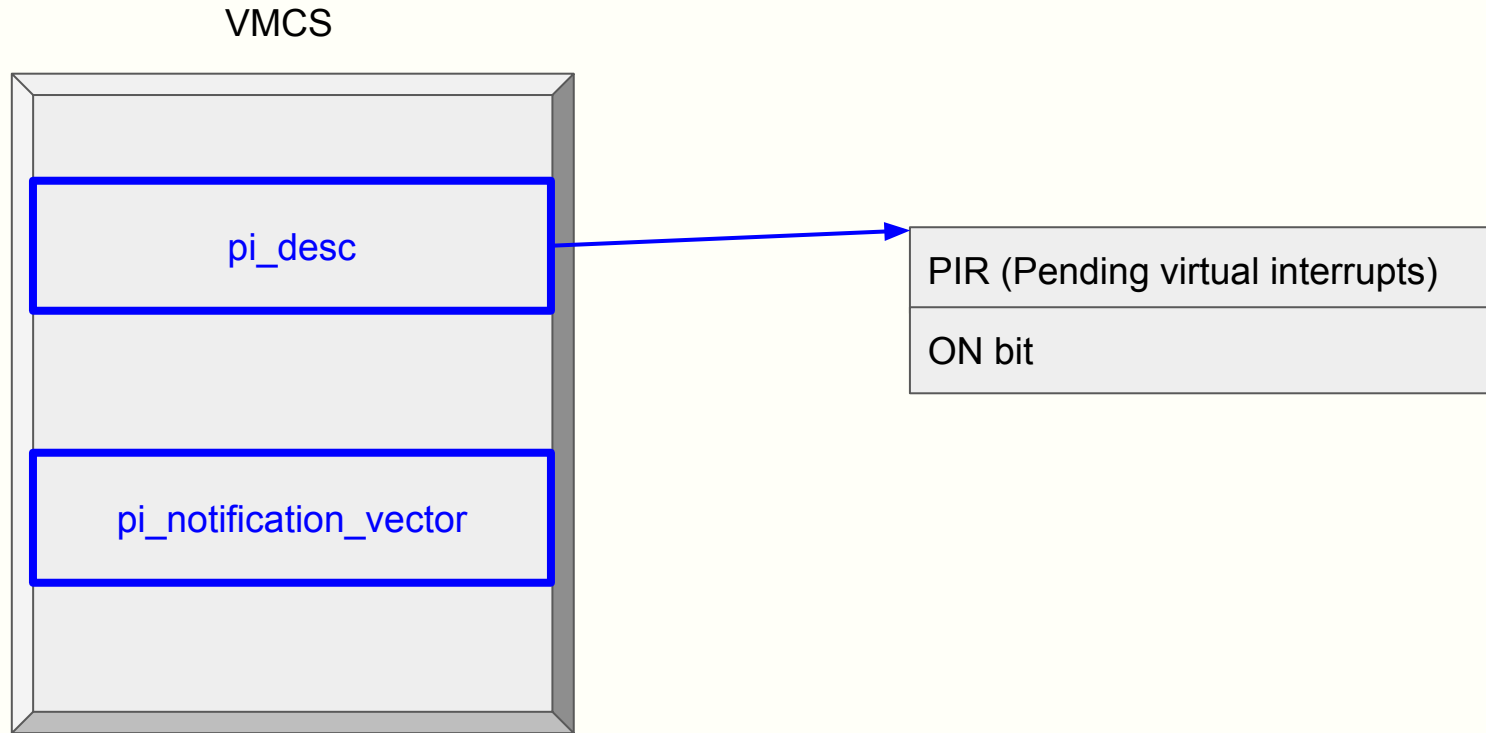 VMCS
pi_desc
PIR (Pending virtual interrupts)
ON bit
pi_notification_vector